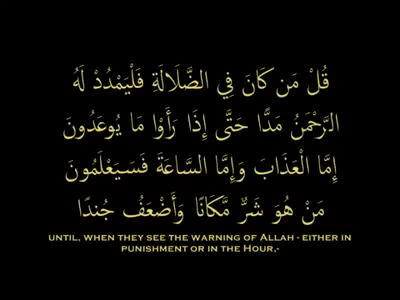 قُلْ مَن كَانَ فِي الضَّلَالَةِ فَلْيَمْدُدْ لَهُ
الرَّحْمَنُ مَدًّا حَتَّى إِذَا رَأَوْا مَا يُوعَدُونَ
إِمَّا الْعَذَابَ وَإِمَّا السَّاعَةَ فَسَيَعْلَمُونَ
مَنْ هُوَ شَرٌّ مَّكَانًا وَأَضْعَفُ جُندًا
UNTIL, WHEN THEY SEE THE WARNING OF ALLAH - EITHER IN
PUNISHMENT OR IN THE HOUR,-